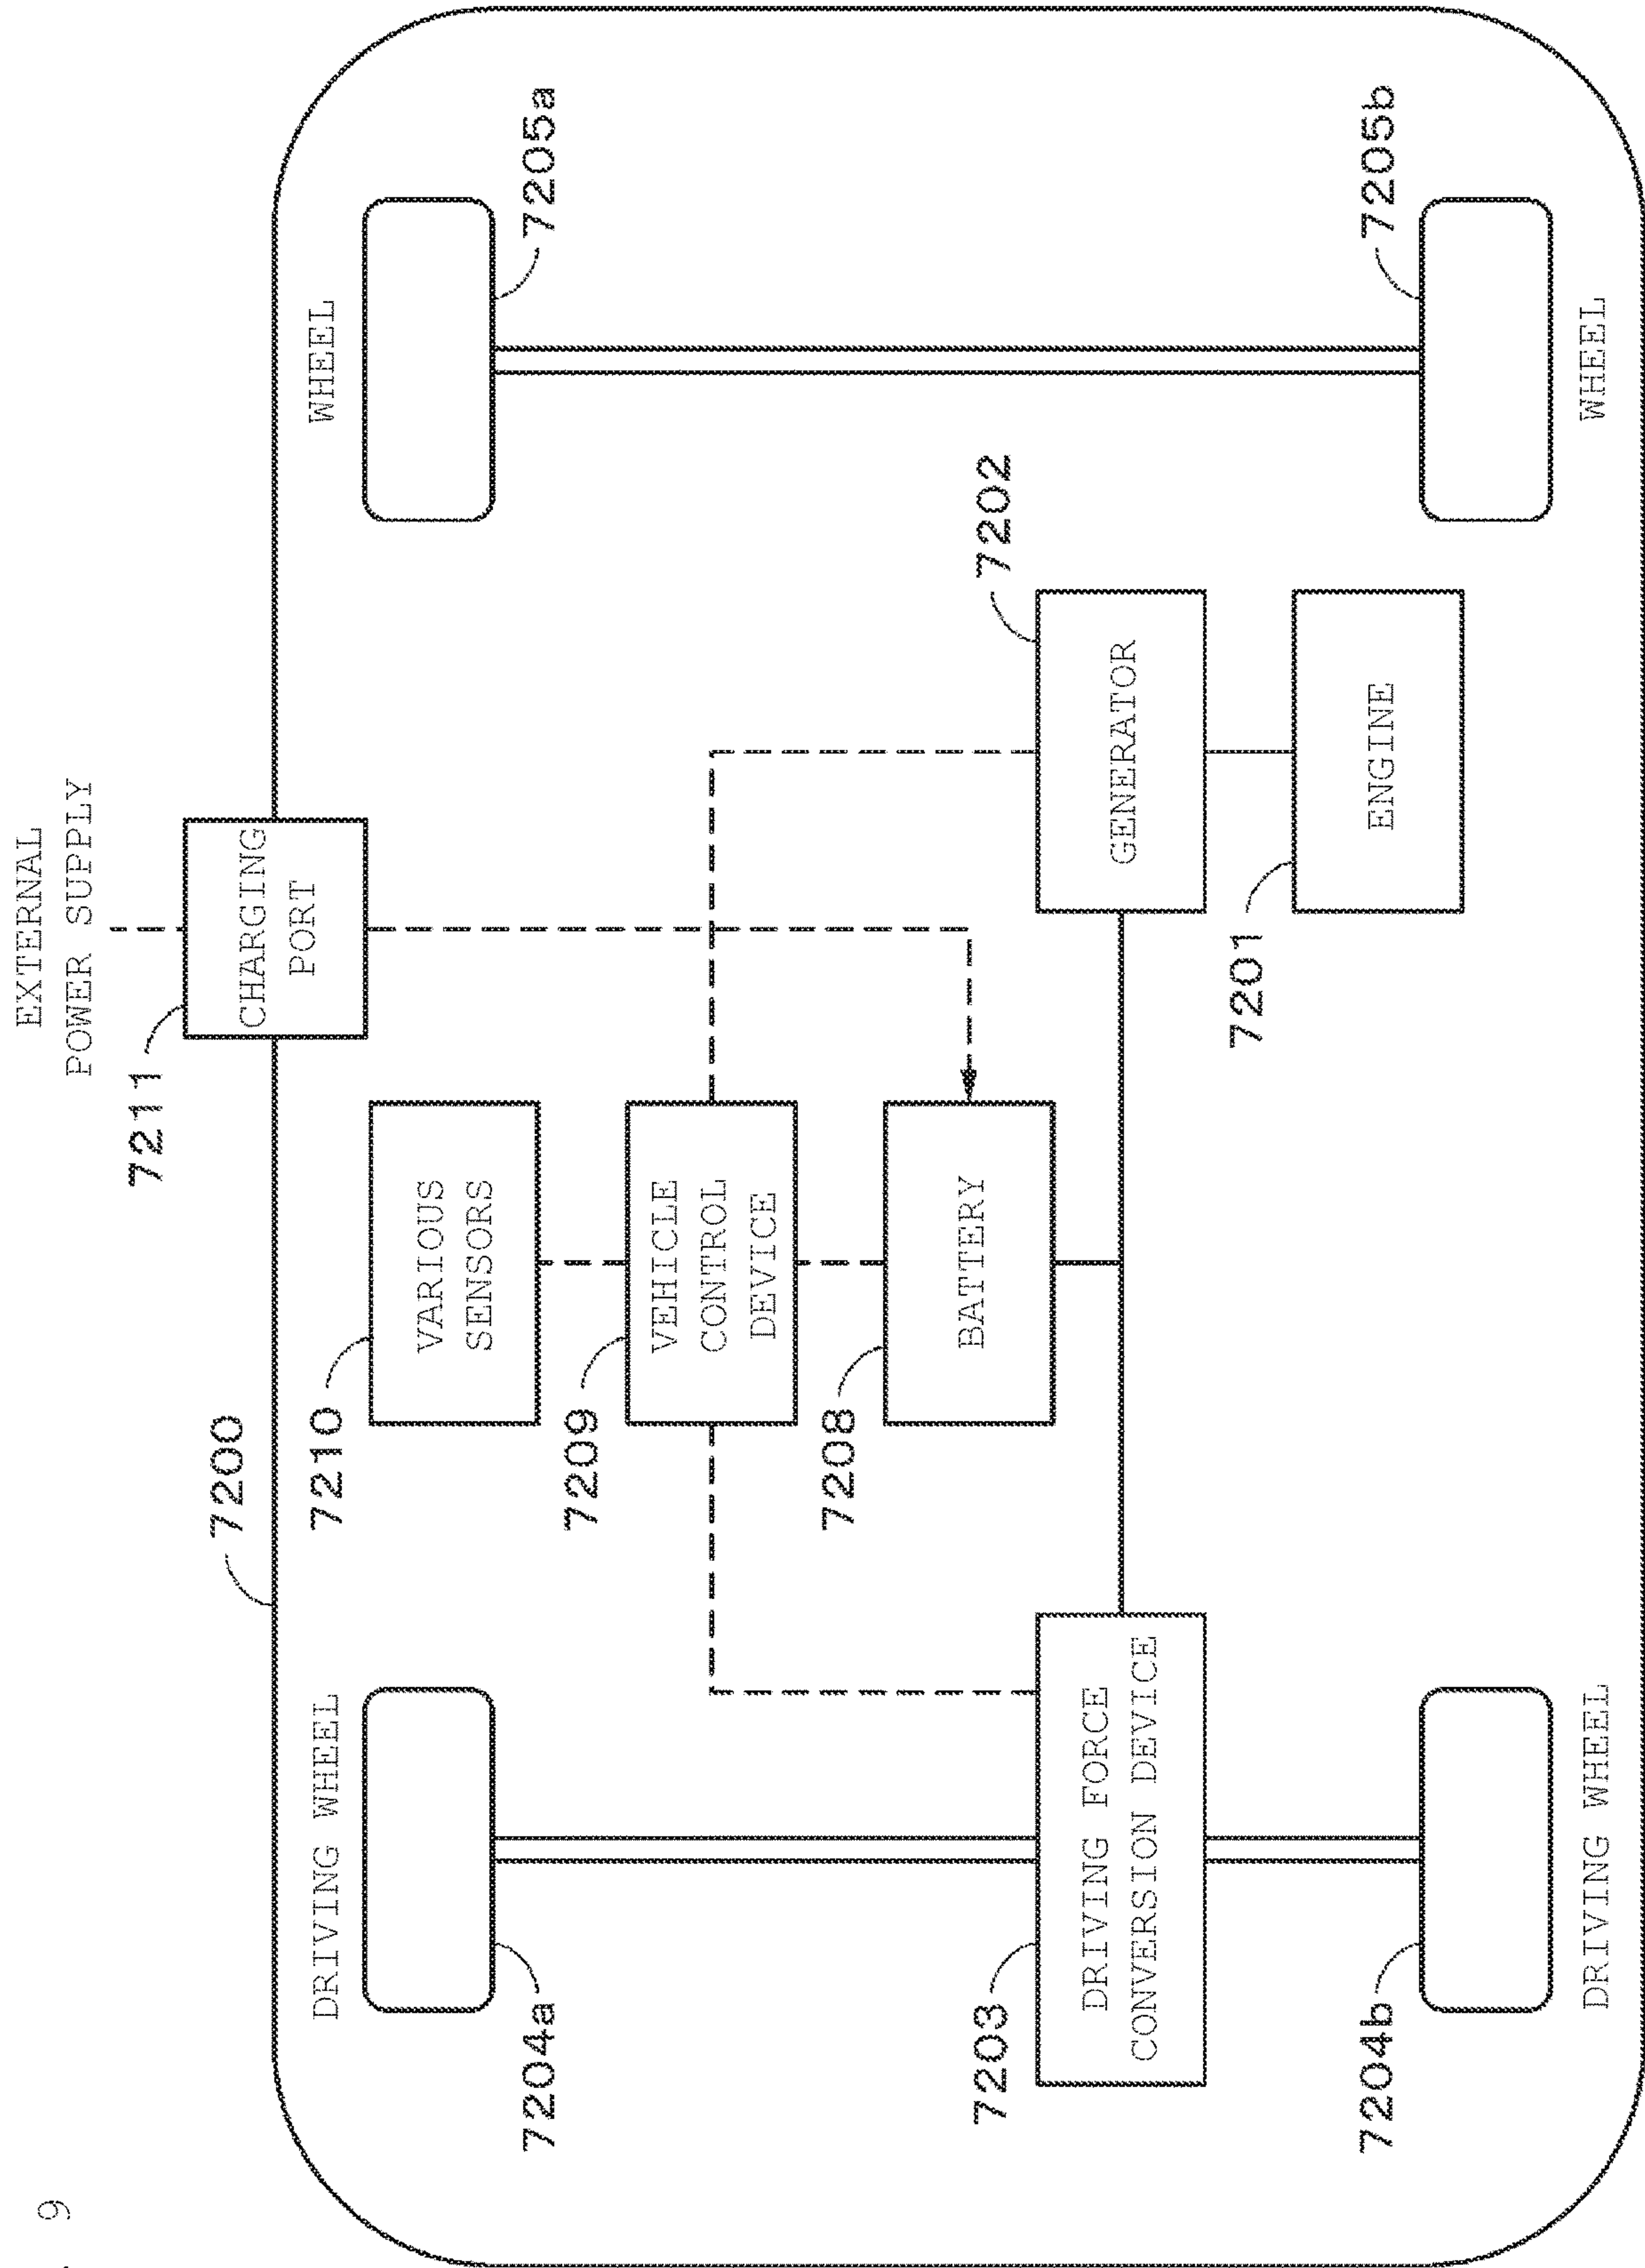 9
EXTERNAL
POWER SUPPLY
7211
CHARGING
PORT
7200
DRIVING WHEEL
WHEEL
7204a
7210
VARIOUS
SENSORS
7205a
7209
VEHICLE
CONTROL
DEVICE
7208
BATTERY
7202
7203
DRIVING FORCE
CONVERSION DEVICE
GENERATOR
7201
ENGINE
7204b
7205b
DRIVING WHEEL
WHEEL